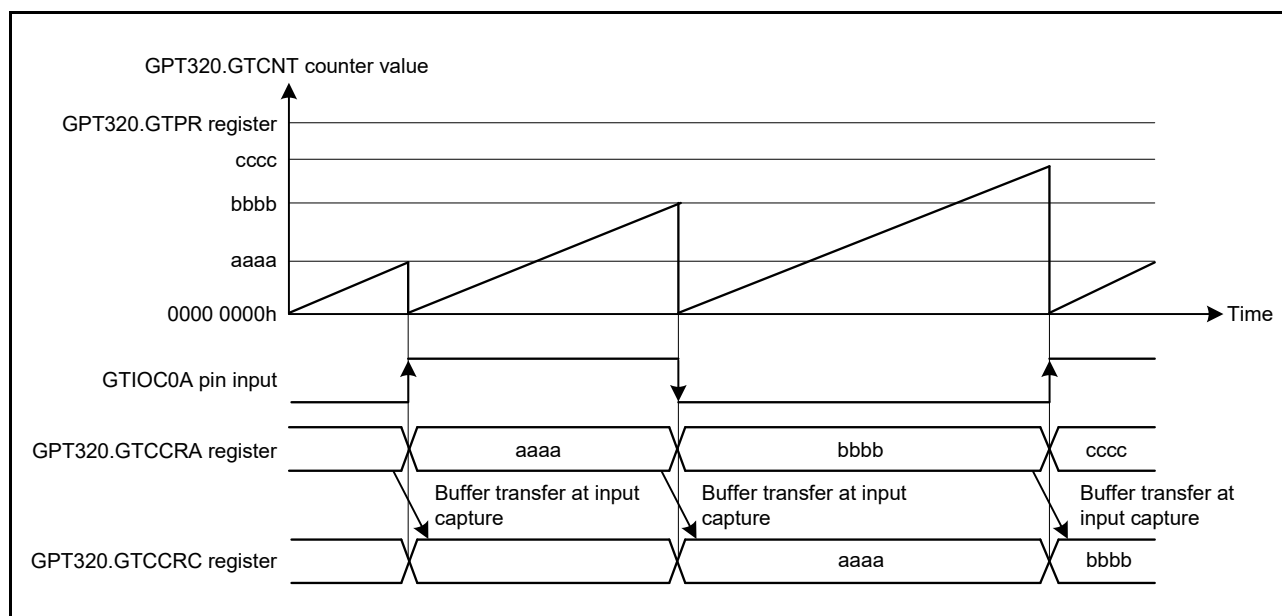 GPT320.GTCNT counter value
GPT320.GTPR register
cccc
bbbb
aaaa
0000 0000h
Time
GTIOC0A pin input
GPT320.GTCCRA register
aaaa
bbbb
cccc
Buffer transfer at input
capture
Buffer transfer at input
capture
Buffer transfer at
input capture
GPT320.GTCCRC register
aaaa
bbbb